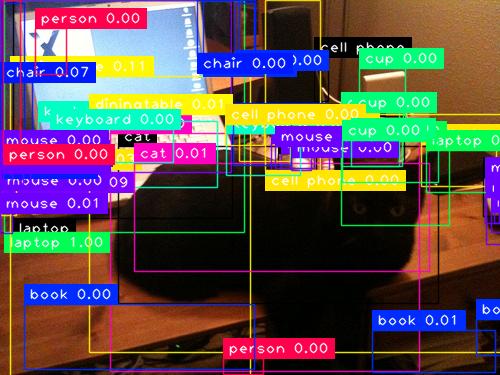 person 0.00
cell phone
cup 0.00
chair 0.00
0.00
chair 0.07
0.11
cup 0.00
diningtable 0.01
cell phone 0.00
keyboard 0.00
cup 0.00
mouse
mouse
cat
laptop 0
mouse 0.00
person 0.00
cat 0.01
mouse 0.00
09
cell phone 0.00
mouse 0.01
laptop
laptop 1.00
book 0.00
book 0.01
person 0.00